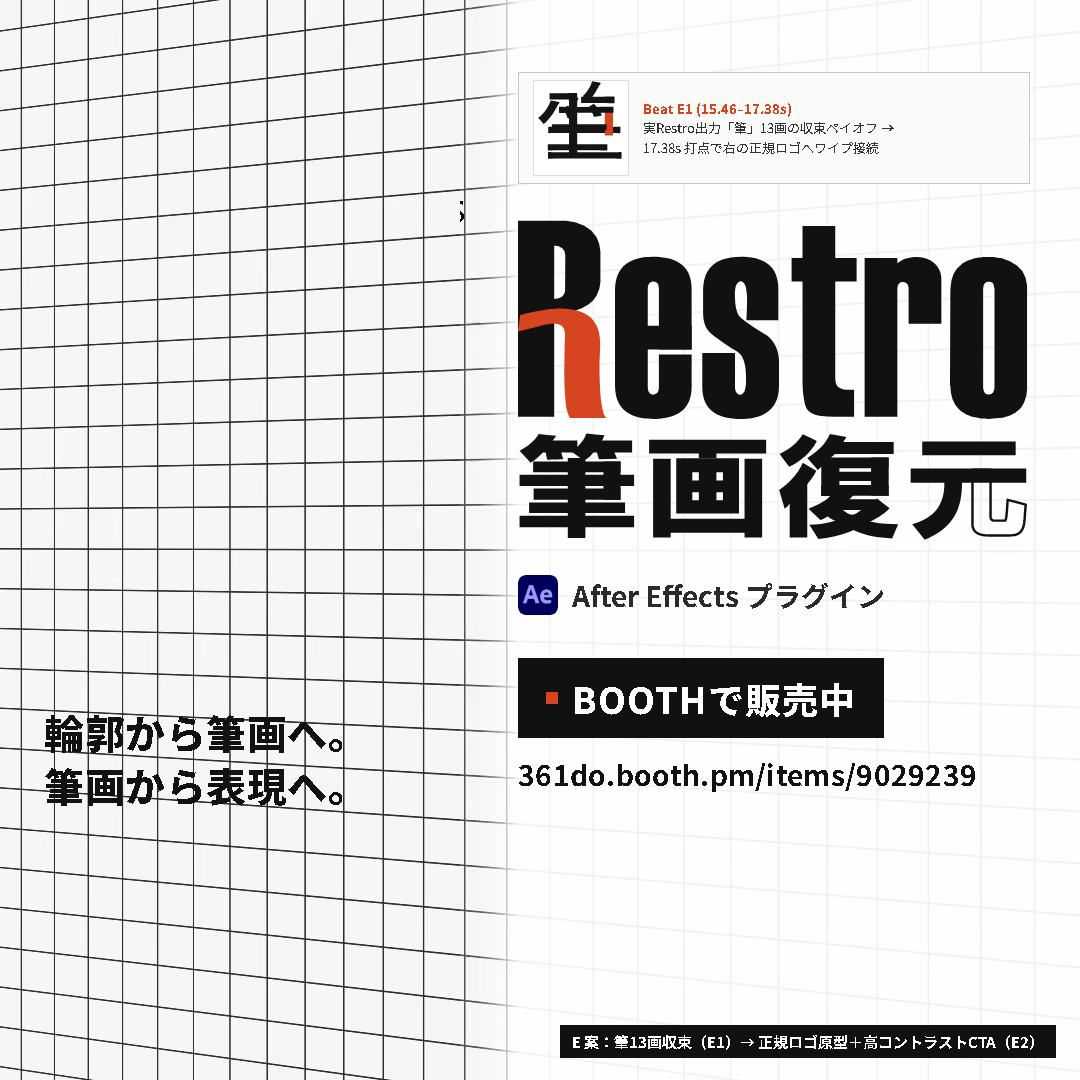 Beat E1 (15.46–17.38s)
実Restro出力「筆」13画の収束ペイオフ →
17.38s 打点で右の正規ロゴへワイプ接続
Restro
筆画復元
Ae After Effects プラグイン
BOOTHで販売中
361do.booth.pm/items/9029239
輪郭から筆画へ。
筆画から表現へ。
E 案：筆13画収束（E1）→ 正規ロゴ原型＋高コントラストCTA（E2）